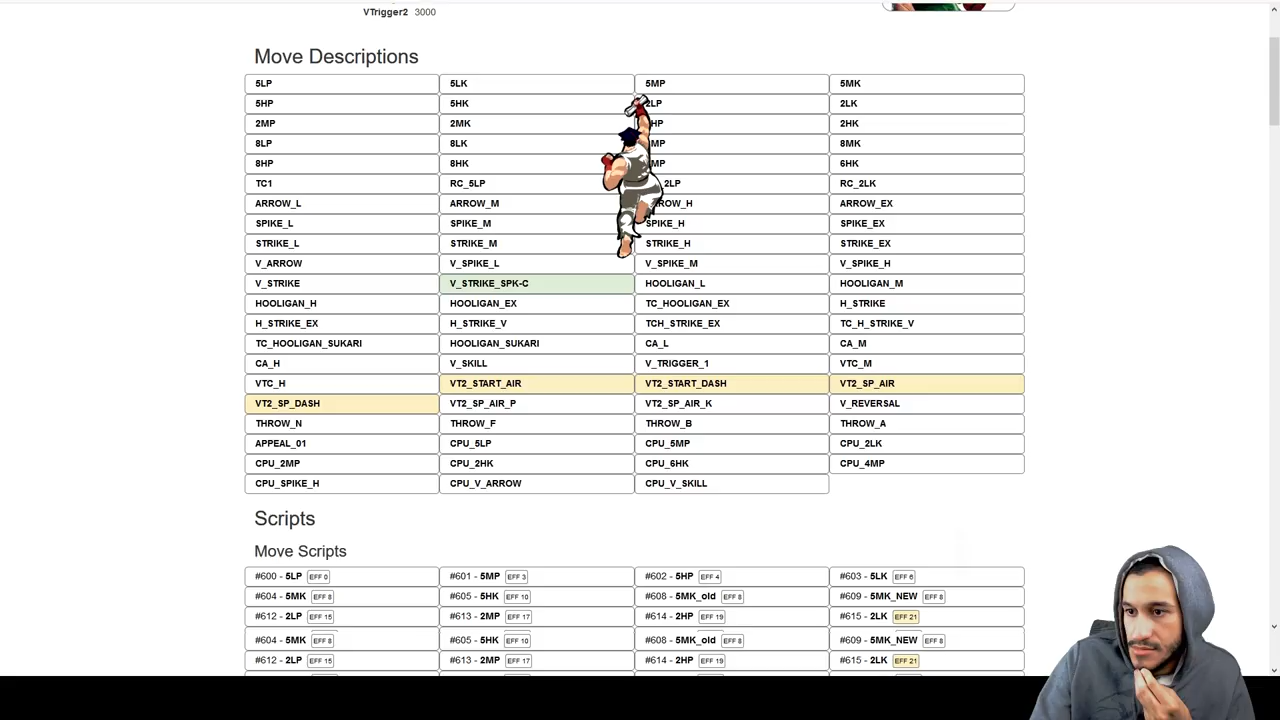 VTrigger2 3000
Move Descriptions
5LP 5LK 5MP 5MK
5HP 5HK 2LP 2LK
2MP 2MK HP 2HK
8LP 8LK MP 8MK
8HP 8HK MP 6HK
TC1 RC_5LP 2LP RC_2LK
ARROW_L ARROW_M ROW_H ARROW_EX
SPIKE_L SPIKE_M SPIKE_H SPIKE_EX
STRIKE_L STRIKE_M STRIKE_H STRIKE_EX
V_ARROW V_SPIKE_L V_SPIKE_M V_SPIKE_H
V_STRIKE V_STRIKE_SPK-C HOOLIGAN_L HOOLIGAN_M
HOOLIGAN_H HOOLIGAN_EX TC_HOOLIGAN_EX H_STRIKE
H_STRIKE_EX H_STRIKE_V TCH_STRIKE_EX TC_H_STRIKE_V
TC_HOOLIGAN_SUKARI HOOLIGAN_SUKARI CA_L CA_M
CA_H V_SKILL V_TRIGGER_1 VTC_M
VTC_H VT2_START_AIR VT2_START_DASH VT2_SP_AIR
VT2_SP_DASH VT2_SP_AIR_P VT2_SP_AIR_K V_REVERSAL
THROW_N THROW_F THROW_B THROW_A
APPEAL_01 CPU_5LP CPU_5MP CPU_2LK
CPU_2MP CPU_2HK CPU_6HK CPU_4MP
CPU_SPIKE_H CPU_V_ARROW CPU_V_SKILL
Scripts
Move Scripts
#600 - 5LP EFF 0 #601 - 5MP EFF 3 #602 - 5HP EFF 4 #603 - 5LK EFF 6
#604 - 5MK EFF 8 #605 - 5HK EFF 10 #608 - 5MK_old EFF 8 #609 - 5MK_NEW EFF 8
#612 - 2LP EFF 15 #613 - 2MP EFF 17 #614 - 2HP EFF 19 #615 - 2LK EFF 21
#604 - 5MK EFF 8 #605 - 5HK EFF 10 #608 - 5MK_old EFF 8 #609 - 5MK_NEW EFF 8
#612 - 2LP EFF 15 #613 - 2MP EFF 17 #614 - 2HP EFF 19 #615 - 2LK EFF 21